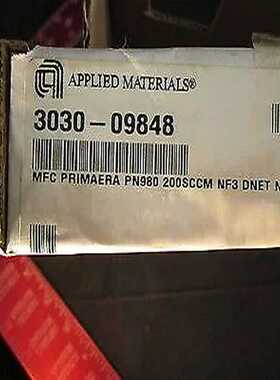 APPLIED MATERIALS®
3030-09848
MFC PRIMAERA PN980 200SCCM NF3 DNET N